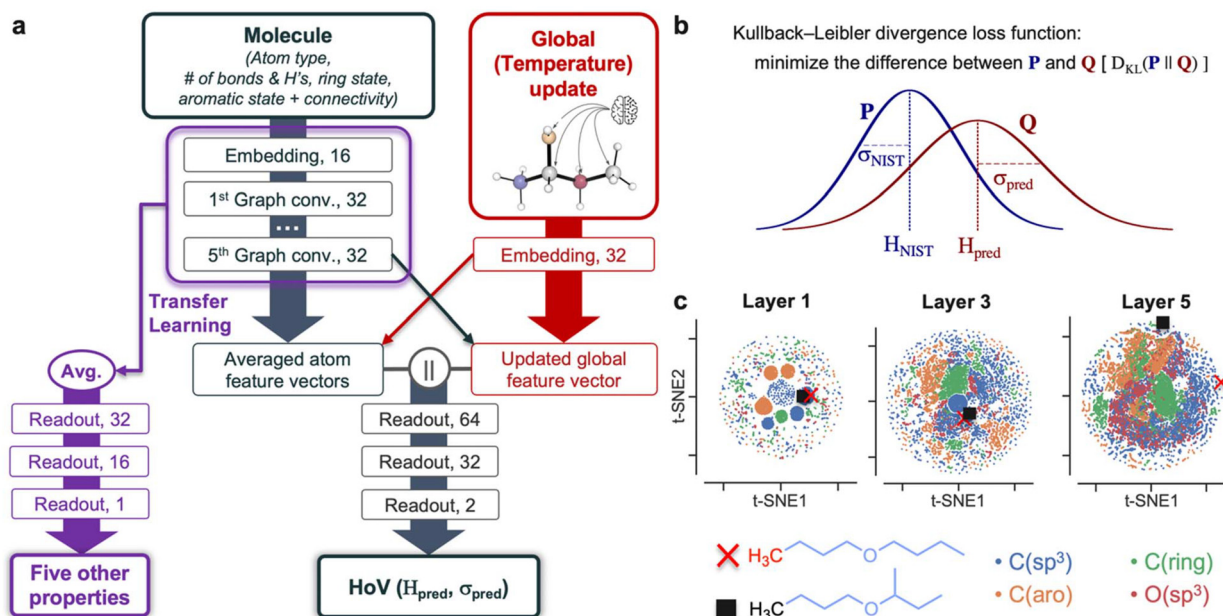 a
Molecule
(Atom type,
# of bonds & H's, ring state,
aromatic state + connectivity)
Embedding, 16
1st Graph conv., 32
...
5th Graph conv., 32
Global
(Temperature)
update
Embedding, 32
Transfer
Learning
Averaged atom
feature vectors
||
Updated global
feature vector
Avg.
Readout, 32
Readout, 16
Readout, 1
Five other
properties
Readout, 64
Readout, 32
Readout, 2
HoV (Hpred, σpred)
b
Kullback–Leibler divergence loss function:
minimize the difference between P and Q [ DKL(P || Q) ]
P
Q
σNIST
σpred
HNIST
Hpred
c
Layer 1
Layer 3
Layer 5
t-SNE2
t-SNE1
t-SNE1
t-SNE1
H3C
O
H3C
O
• C(sp3)
• C(ring)
• C(aro)
• O(sp3)